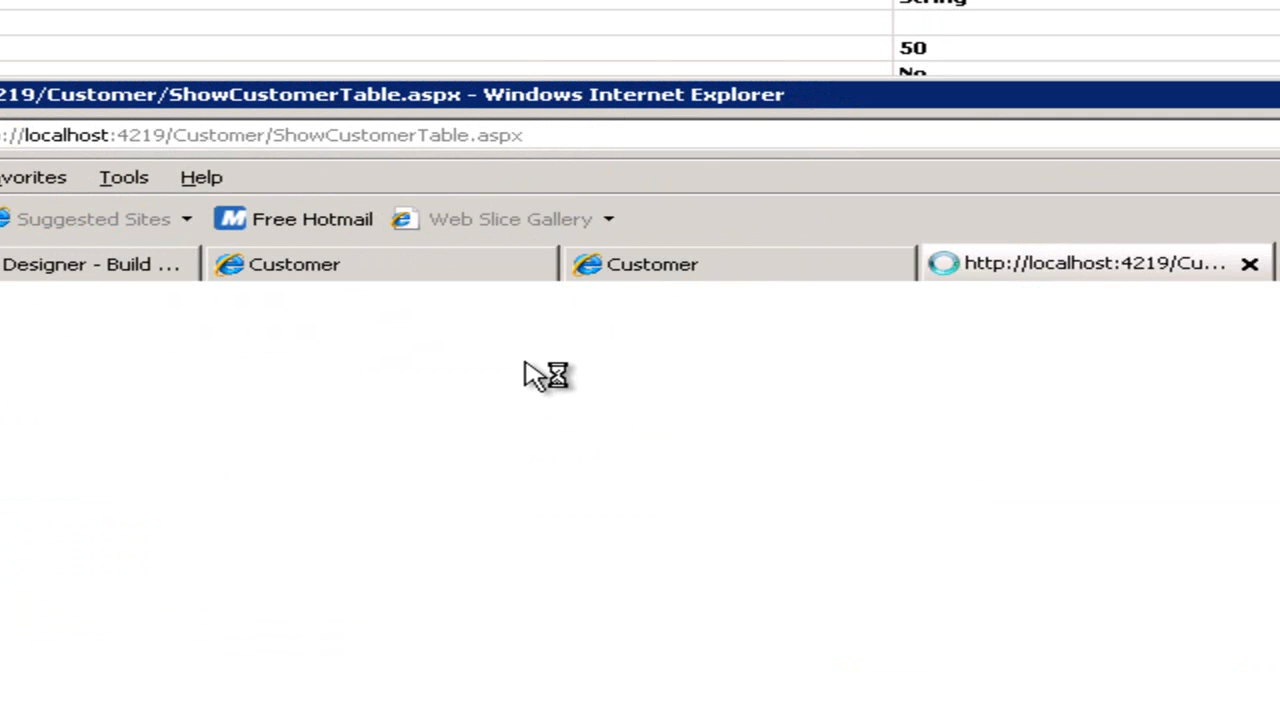 String
50
No
219/Customer/ShowCustomerTable.aspx - Windows Internet Explorer
://localhost:4219/Customer/ShowCustomerTable.aspx
vorites Tools Help
Suggested Sites Free Hotmail Web Slice Gallery
Designer - Build ... Customer Customer http://localhost:4219/Cu...